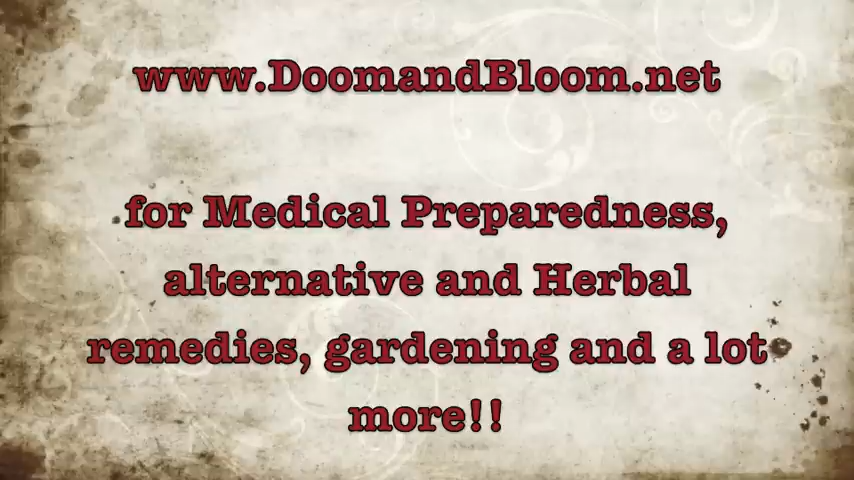 www.DoomandBloom.net
for Medical Preparedness,
alternative and Herbal
remedies, gardening and a lot
more!!